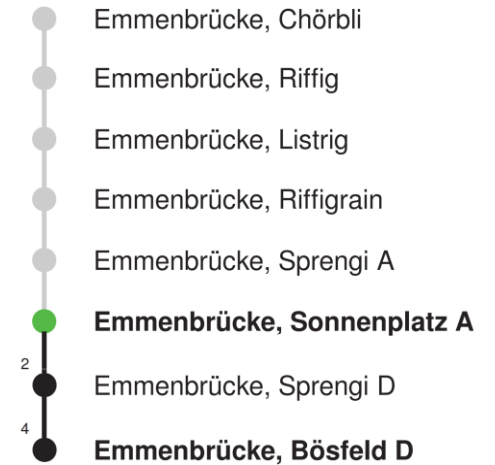 Emmenbrücke, Chörbli
Emmenbrücke, Riffig
Emmenbrücke, Listrig
Emmenbrücke, Riffigrain
Emmenbrücke, Sprengi A
Emmenbrücke, Sonnenplatz A
2
Emmenbrücke, Sprengi D
4
Emmenbrücke, Bösfeld D